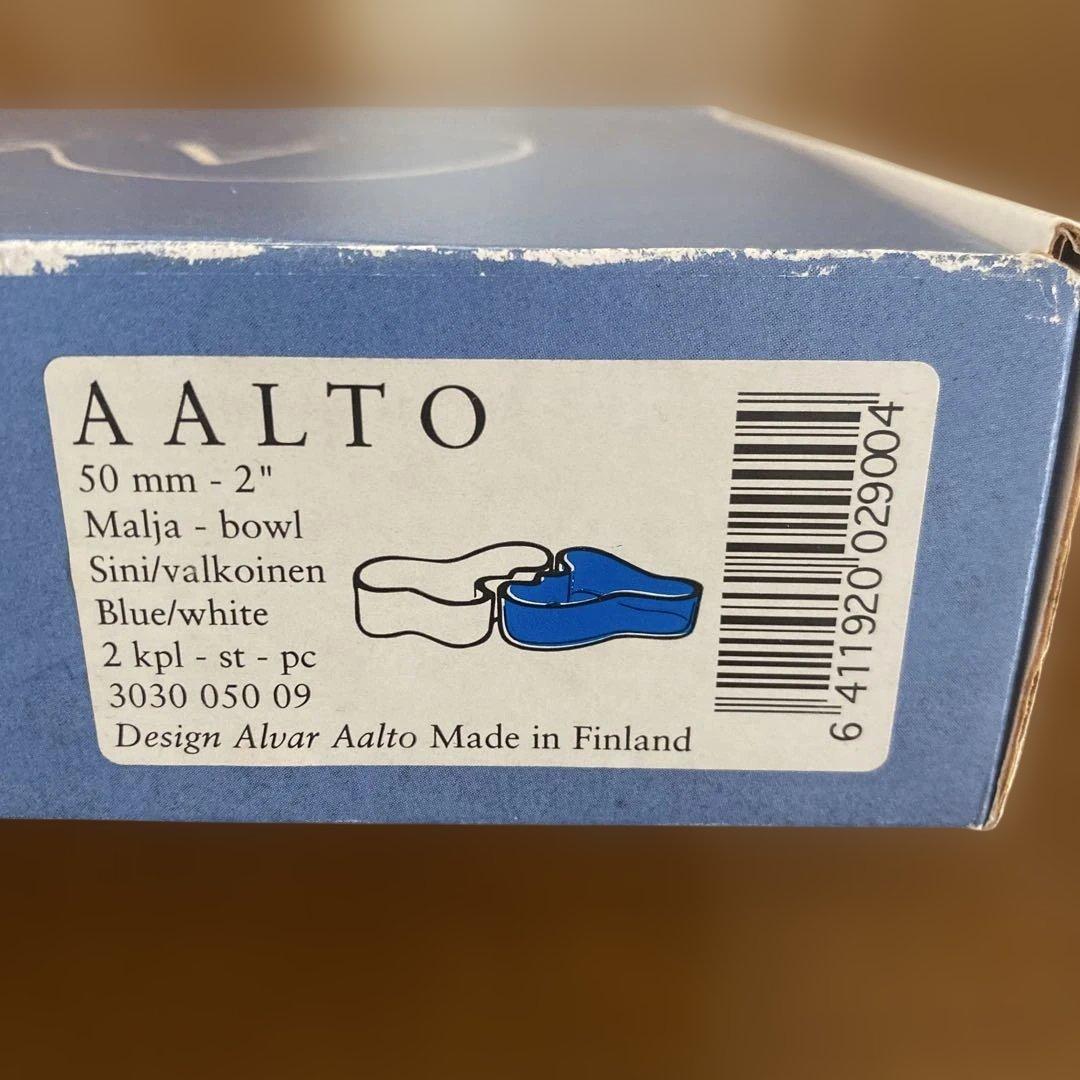 AALTO
50 mm - 2"
Malja - bowl
Sini/valkoinen
Blue/white
2 kpl - st - pc
3030 050 09
Design Alvar Aalto Made in Finland
6 411920 029004